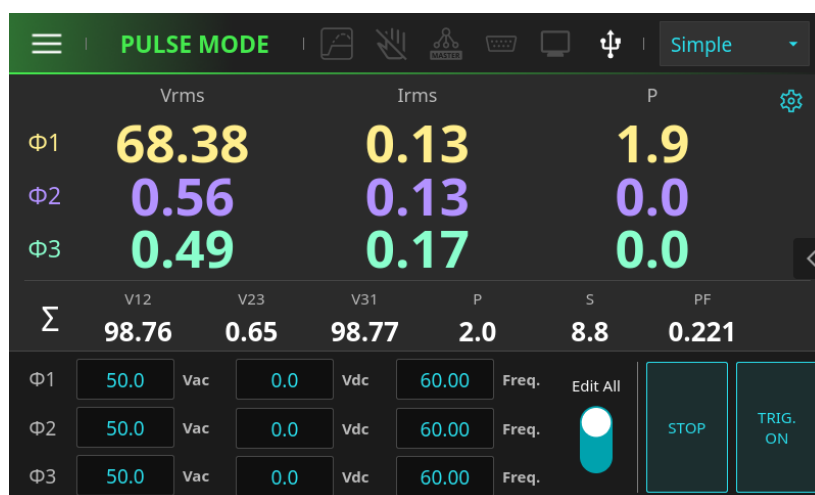 PULSE MODE MASTER Simple
Vrms Irms P
Φ1 68.38 0.13 1.9
Φ2 0.56 0.13 0.0
Φ3 0.49 0.17 0.0
V12 V23 V31 P S PF
Σ 98.76 0.65 98.77 2.0 8.8 0.221
Φ1 50.0 Vac 0.0 Vdc 60.00 Freq. Edit All
Φ2 50.0 Vac 0.0 Vdc 60.00 Freq. STOP TRIG. ON
Φ3 50.0 Vac 0.0 Vdc 60.00 Freq.